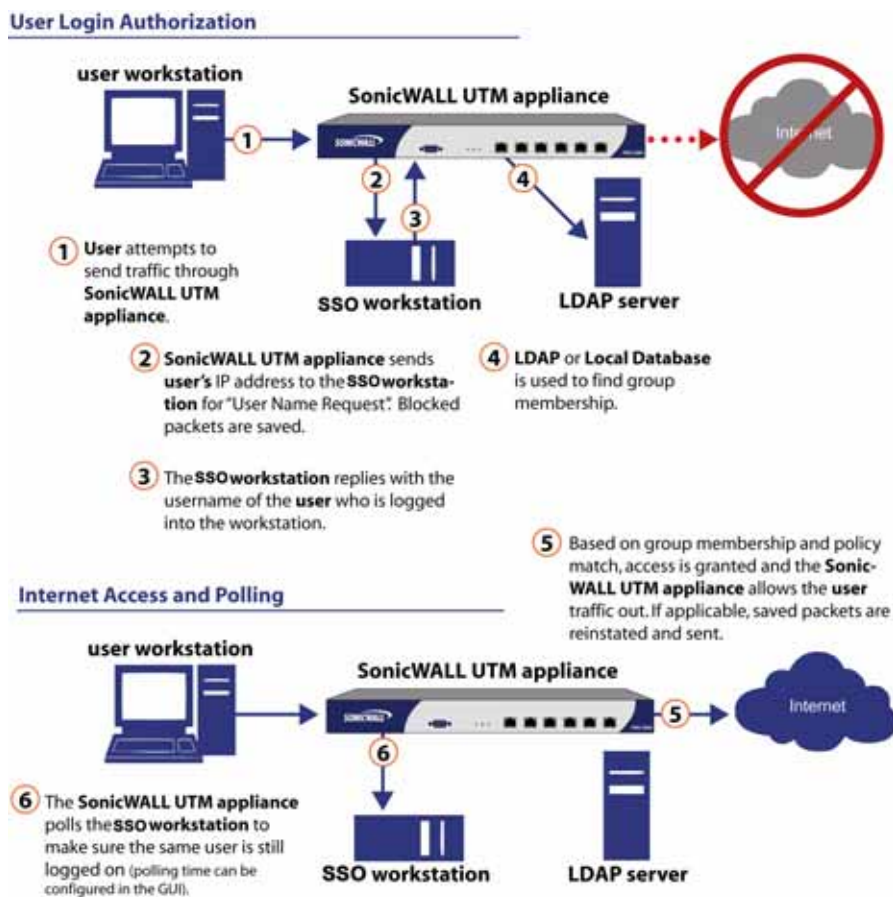 User Login Authorization
user workstation
SonicWALL UTM appliance
Internet
SONICWALL
1
2
3
4
SSO workstation
LDAP server
1 User attempts to
send traffic through
SonicWALL UTM
appliance.
2 SonicWALL UTM appliance sends
user's IP address to the SSO worksta-
tion for "User Name Request". Blocked
packets are saved.
4 LDAP or Local Database
is used to find group
membership.
3 The SSO workstation replies with the
username of the user who is logged
into the workstation.
5 Based on group membership and policy
match, access is granted and the Sonic-
WALL UTM appliance allows the user
traffic out. If applicable, saved packets are
reinstated and sent.
Internet Access and Polling
user workstation
SonicWALL UTM appliance
SONICWALL
5
Internet
6
6 The SonicWALL UTM appliance
polls the SSO workstation to
make sure the same user is still
logged on (polling time can be
configured in the GUI).
SSO workstation
LDAP server